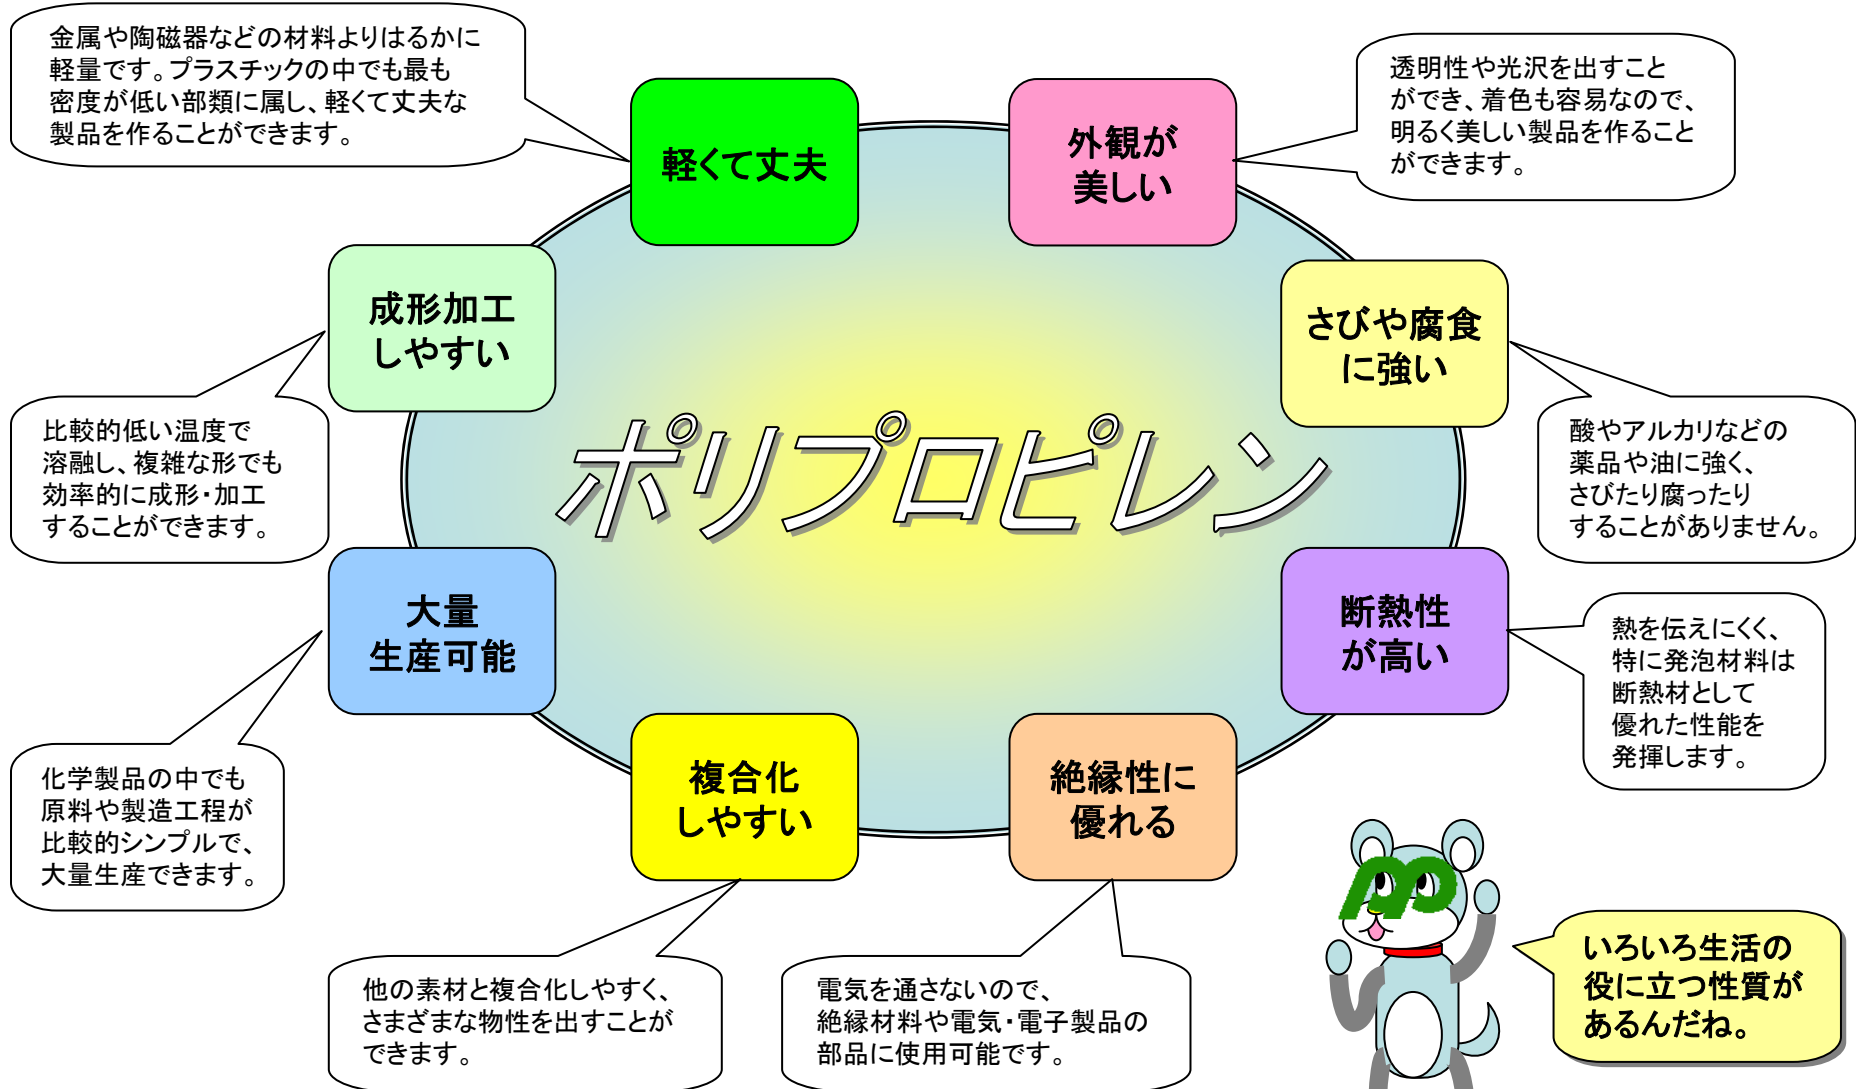 金属や陶磁器などの材料よりはるかに
軽量です。プラスチックの中でも最も
密度が低い部類に属し、軽くて丈夫な
製品を作ることができます。
軽くて丈夫
外観が
美しい
透明性や光沢を出すこと
ができ、着色も容易なので、
明るく美しい製品を作ること
ができます。
成形加工
しやすい
さびや腐食
に強い
比較的低い温度で
溶融し、複雑な形でも
効率的に成形・加工
することができます。
ポリプロピレン
酸やアルカリなどの
薬品や油に強く、
さびたり腐ったり
することがありません。
大量
生産可能
断熱性
が高い
熱を伝えにくく、
特に発泡材料は
断熱材として
優れた性能を
発揮します。
化学製品の中でも
原料や製造工程が
比較的シンプルで、
大量生産できます。
複合化
しやすい
絶縁性に
優れる
他の素材と複合化しやすく、
さまざまな物性を出すことが
できます。
電気を通さないので、
絶縁材料や電気・電子製品の
部品に使用可能です。
pp
いろいろ生活の
役に立つ性質が
あるんだね。